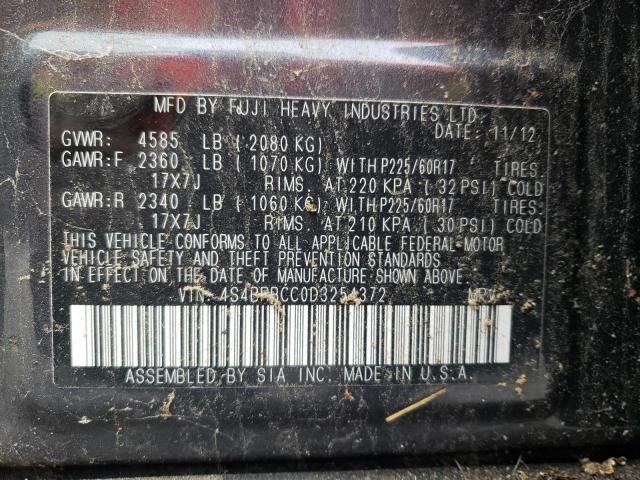 MFD BY FUJI HEAVY INDUSTRIES LTD.
DATE: 11/12
GVWR: 4585 LB ( 2080 KG)
GAWR:F 2360 LB ( 1070 KG) WITH P225/60R17 TIRES,
17X7J RIMS, AT 220 KPA ( 32 PSI) COLD
GAWR:R 2340 LB ( 1060 KG) WITH P225/60R17 TIRES,
17X7J RIMS, AT 210 KPA ( 30 PSI) COLD
THIS VEHICLE CONFORMS TO ALL APPLICABLE FEDERAL MOTOR
VEHICLE SAFETY AND THEFT PREVENTION STANDARDS
IN EFFECT ON THE DATE OF MANUFACTURE SHOWN ABOVE.
VIN: 4S4BRBCC0D3254372 MPV
ASSEMBLED BY SIA INC. MADE IN U.S.A.